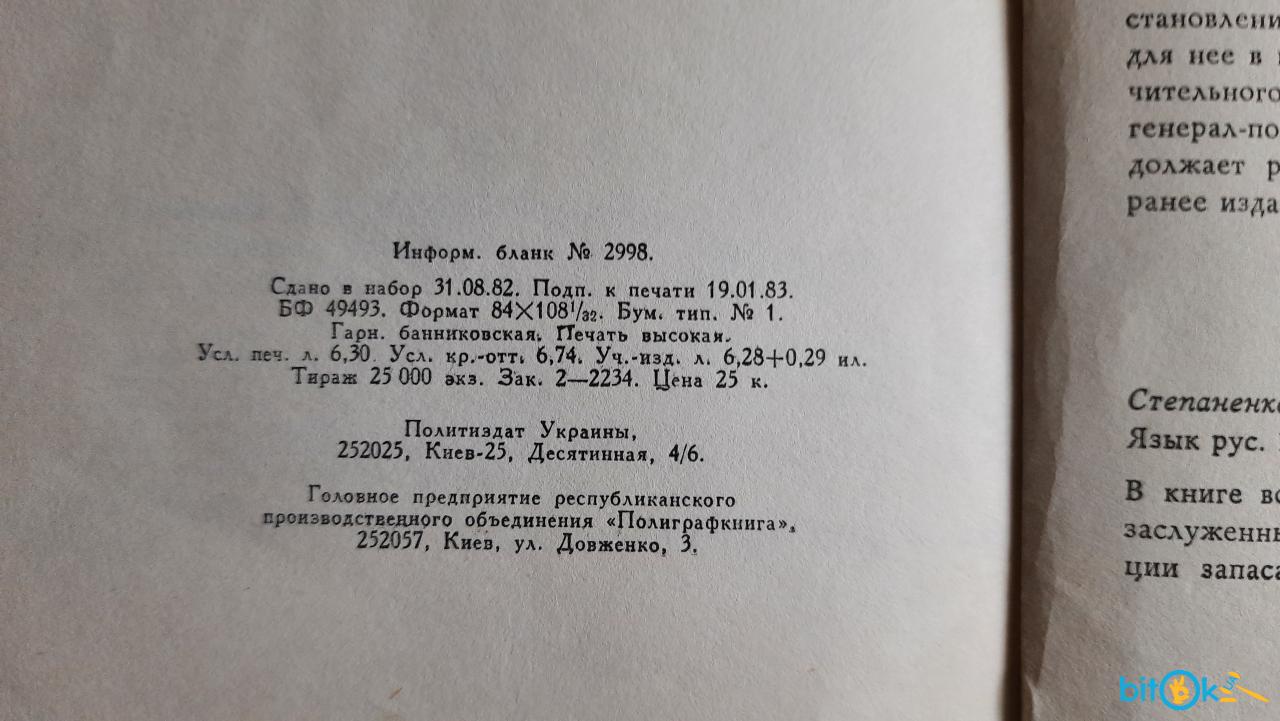 Информ. бланк № 2998.
Сдано в набор 31.08.82. Подп. к печати 19.01.83.
БФ 49493. Формат 84×108¹/₃₂. Бум. тип. № 1.
Гарн. банниковская. Печать высокая.
Усл. печ. л. 6,30. Усл. кр.-отт. 6,74. Уч.-изд. л. 6,28+0,29 ил.
Тираж 25 000 экз. Зак. 2—2234. Цена 25 к.
Политиздат Украины,
252025, Киев-25, Десятинная, 4/6.
Головное предприятие республиканского
производственного объединения «Полиграфкнига»,
252057, Киев, ул. Довженко, 3.
становлени
для нее в
чительного
генерал-по
должает р
ранее изда
Степаненк
Язык рус.
В книге вс
заслуженн
ции запаса
bitOk